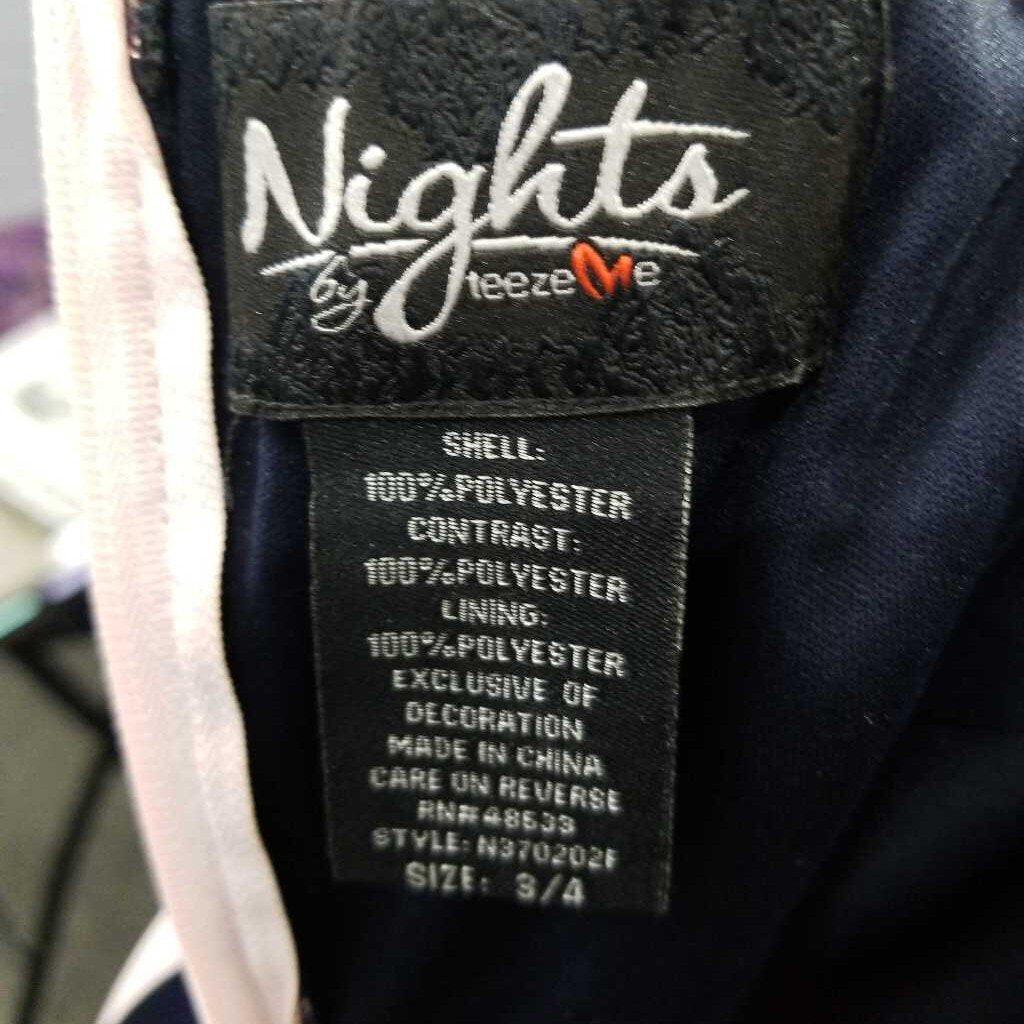 Nights
by teezeMe
SHELL:
100%POLYESTER
CONTRAST:
100%POLYESTER
LINING:
100%POLYESTER
EXCLUSIVE OF
DECORATION
MADE IN CHINA
CARE ON REVERSE
RN#48533
STYLE: N370202F
SIZE: 3/4